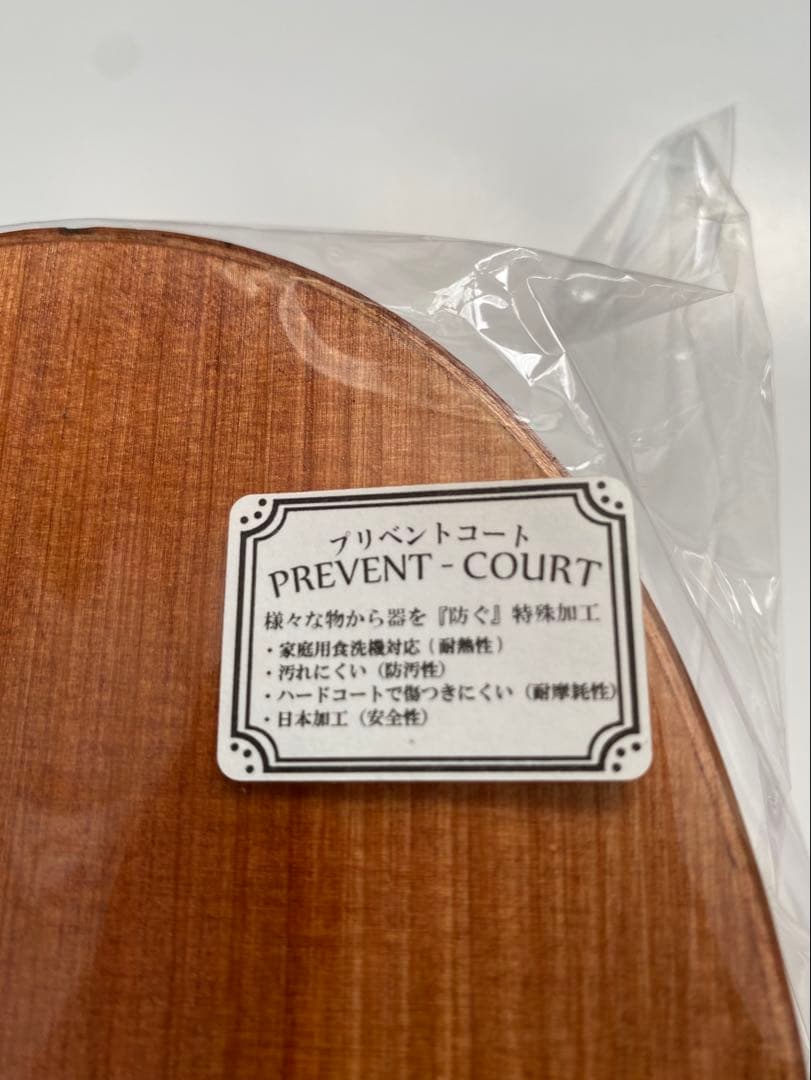 プリベントコート
PREVENT - COURT
様々な物から器を『防ぐ』特殊加工
・家庭用食洗機対応(耐熱性)
・汚れにくい(防汚性)
・ハードコートで傷つきにくい(耐摩耗性)
・日本加工(安全性)